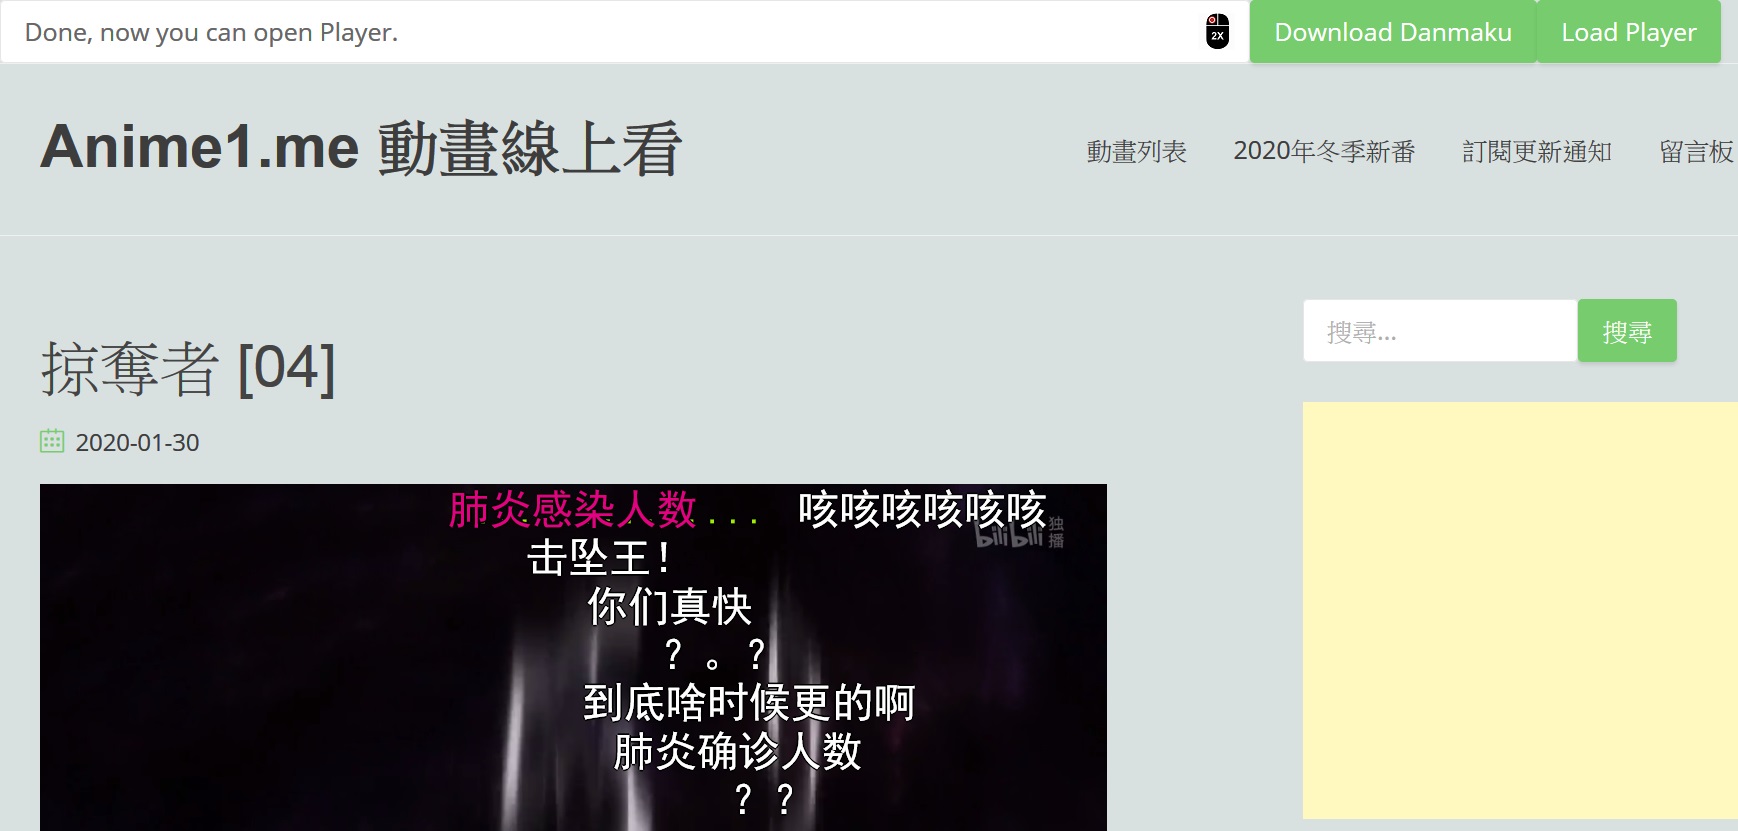 Done, now you can open Player.
2X
Download Danmaku
Load Player
Anime1.me 動畫線上看
動畫列表
2020年冬季新番
訂閱更新通知
留言板
搜尋...
搜尋
掠奪者 [04]
2020-01-30
肺炎感染人数 ... 咳咳咳咳咳咳
bilibili 独播
击坠王！
你们真快
？。？
到底啥时候更的啊
肺炎确诊人数
？？